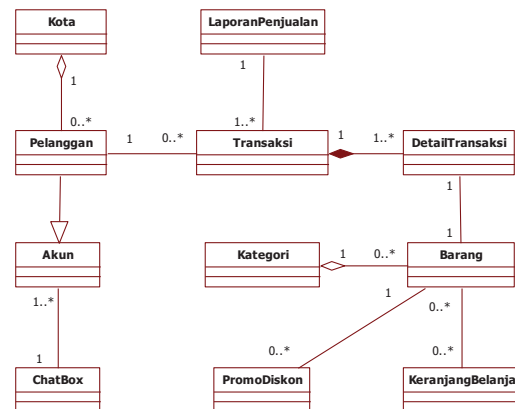 Kota
LaporanPenjualan
1
1
0..*
1..*
Pelanggan
1
0..*
Transaksi
1
1..*
DetailTransaksi
1
1
Akun
Kategori
1
0..*
Barang
1..*
1
0..*
1
0..*
0..*
ChatBox
PromoDiskon
KeranjangBelanja